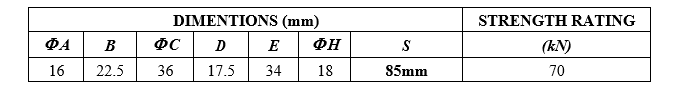 DIMENTIONS (mm) STRENGTH RATING
ΦA B ΦC D E ΦH S (kN)
16 22.5 36 17.5 34 18 85mm 70